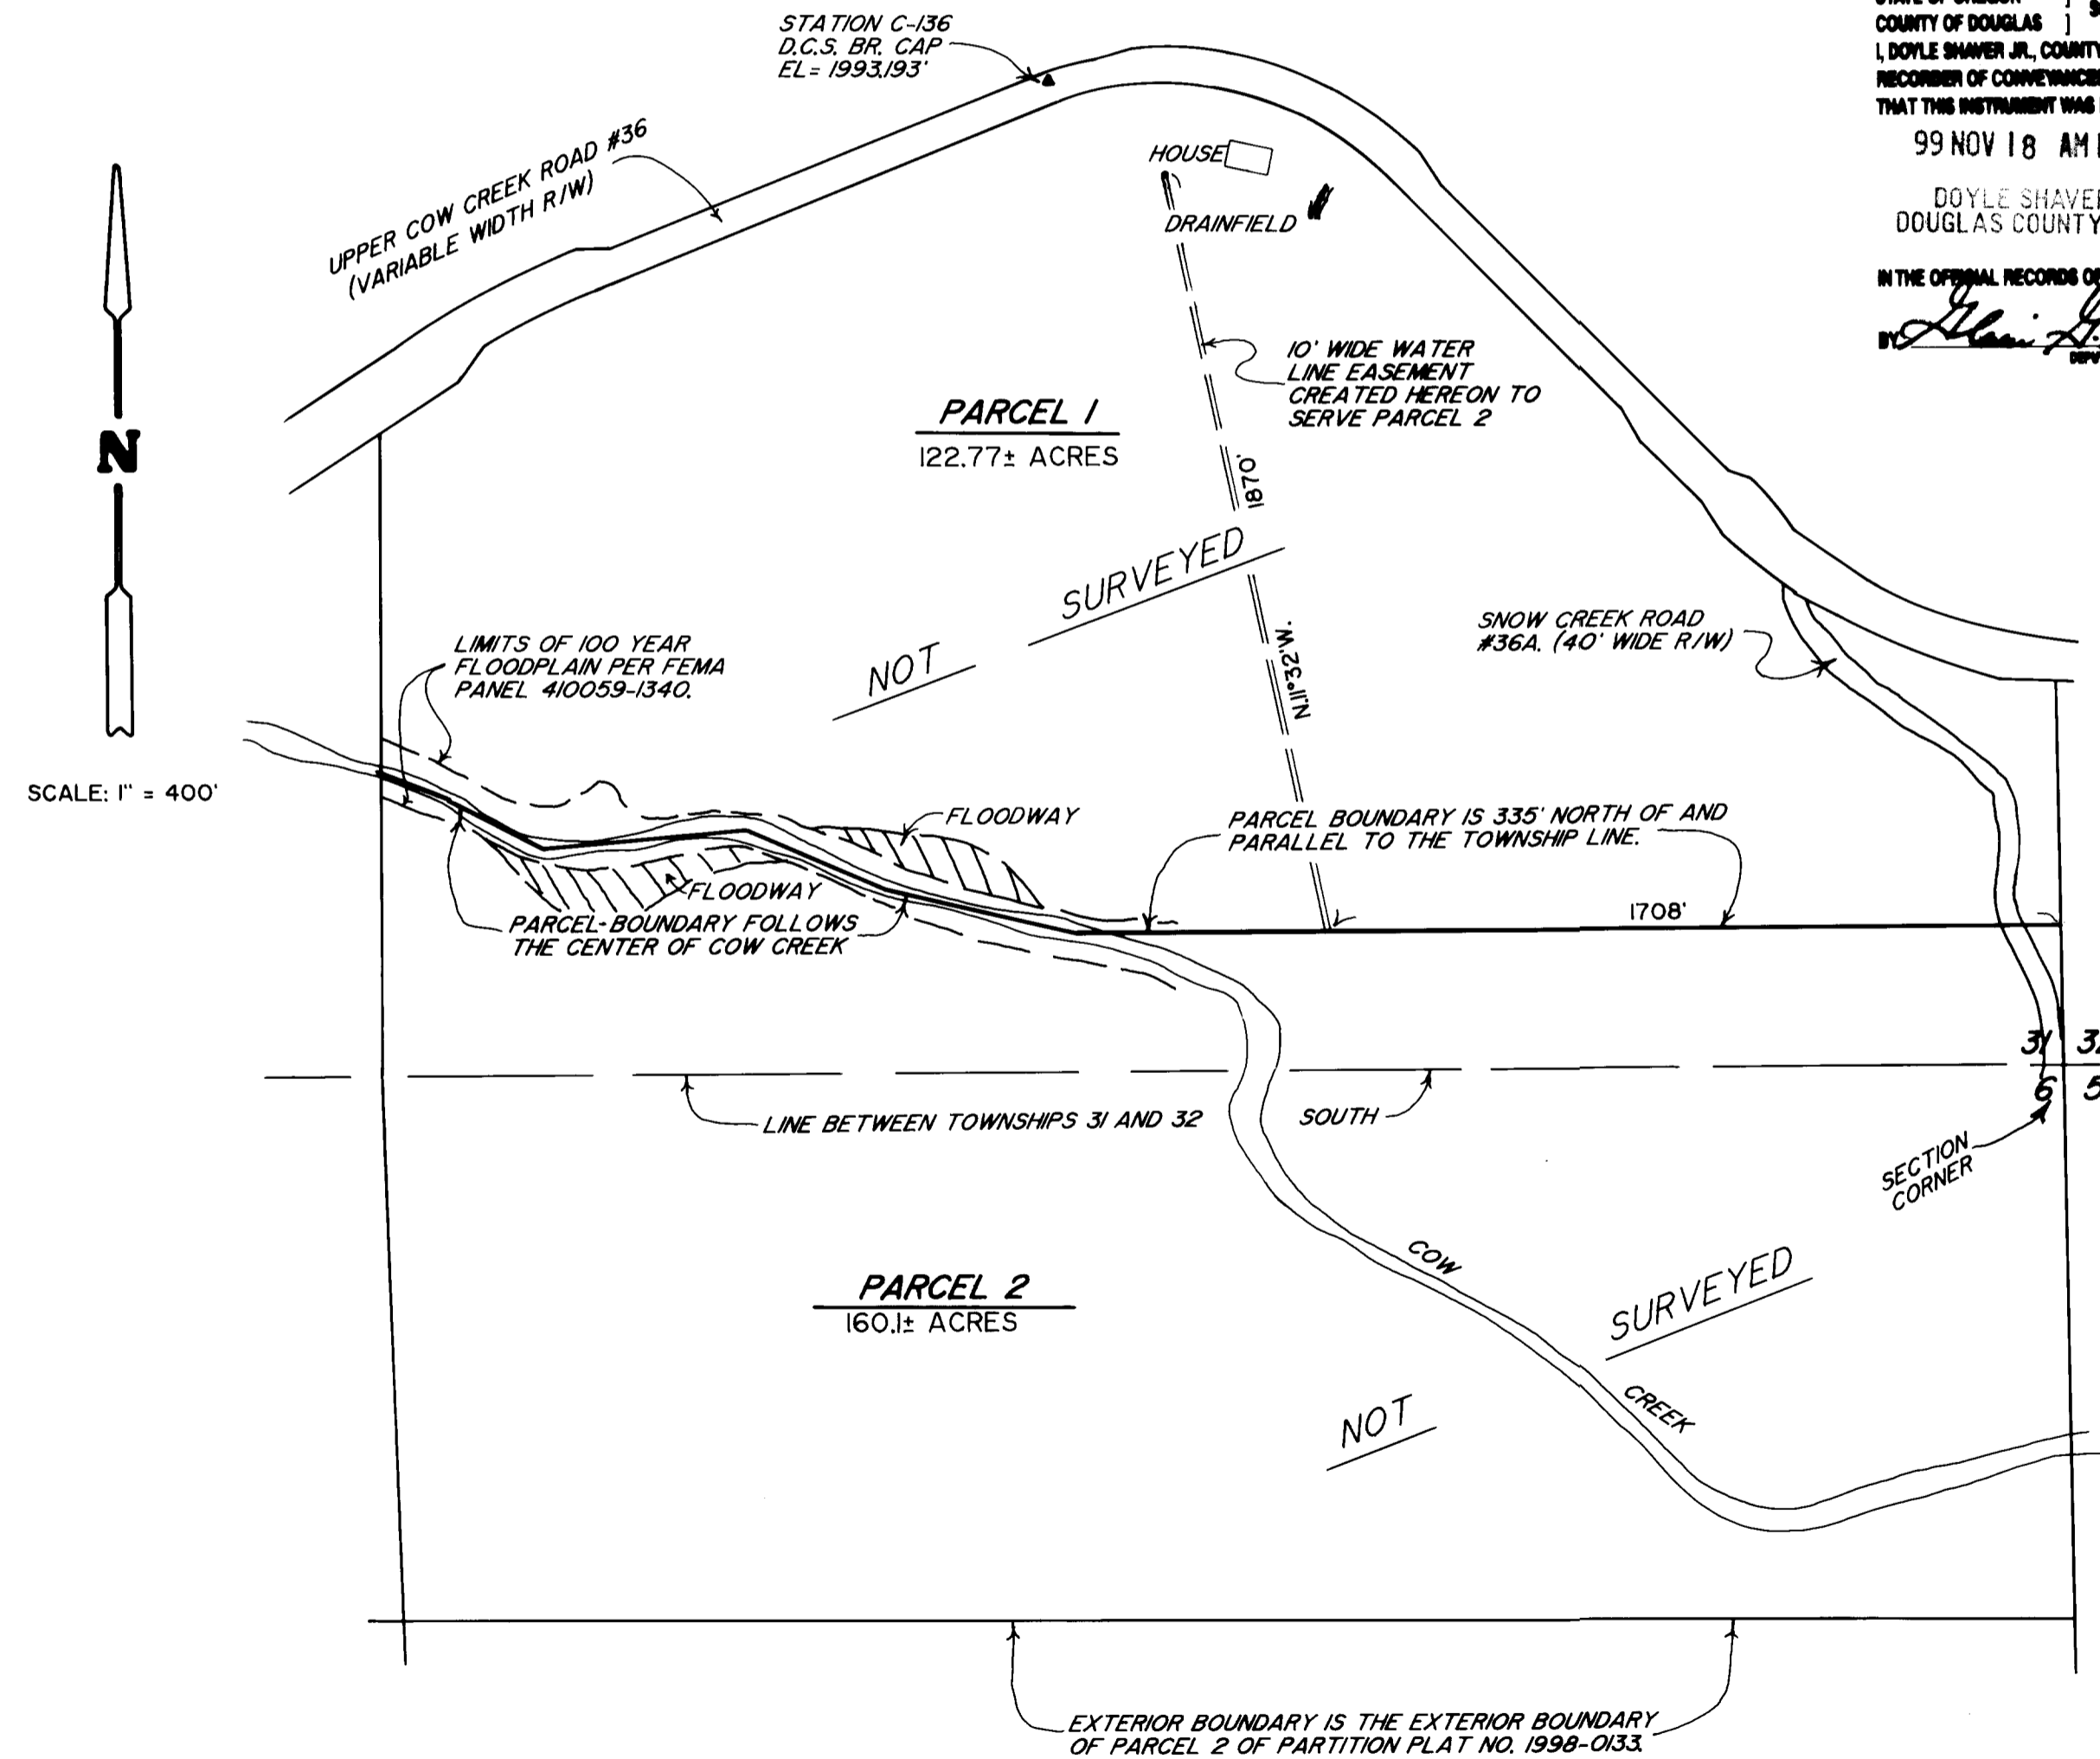 STATION C-136
D.C.S. BR. CAP
EL= 1993.193'
COUNTY OF DOUGLAS ]
I, DOYLE SHAVER JR., COUNTY
RECORDER OF CONVEYANCES
THAT THIS INSTRUMENT WAS
99 NOV 18 AM
DOYLE SHAVER
DOUGLAS COUNTY
IN THE OFFICIAL RECORDS OF
BY
UPPER COW CREEK ROAD #36
(VARIABLE WIDTH R/W)
HOUSE
DRAINFIELD
10' WIDE WATER
LINE EASEMENT
CREATED HEREON TO
SERVE PARCEL 2
N
PARCEL 1
122.77± ACRES
1870'
N.11°32'W.
NOT SURVEYED
SNOW CREEK ROAD
#36A. (40' WIDE R/W)
LIMITS OF 100 YEAR
FLOODPLAIN PER FEMA
PANEL 410059-1340.
SCALE: 1" = 400'
FLOODWAY
PARCEL BOUNDARY IS 335' NORTH OF AND
PARALLEL TO THE TOWNSHIP LINE.
FLOODWAY
1708'
PARCEL-BOUNDARY FOLLOWS
THE CENTER OF COW CREEK
31
6 5
LINE BETWEEN TOWNSHIPS 31 AND 32 SOUTH
SECTION
CORNER
COW CREEK
PARCEL 2
160.1± ACRES
NOT SURVEYED
EXTERIOR BOUNDARY IS THE EXTERIOR BOUNDARY
OF PARCEL 2 OF PARTITION PLAT NO. 1998-0133.